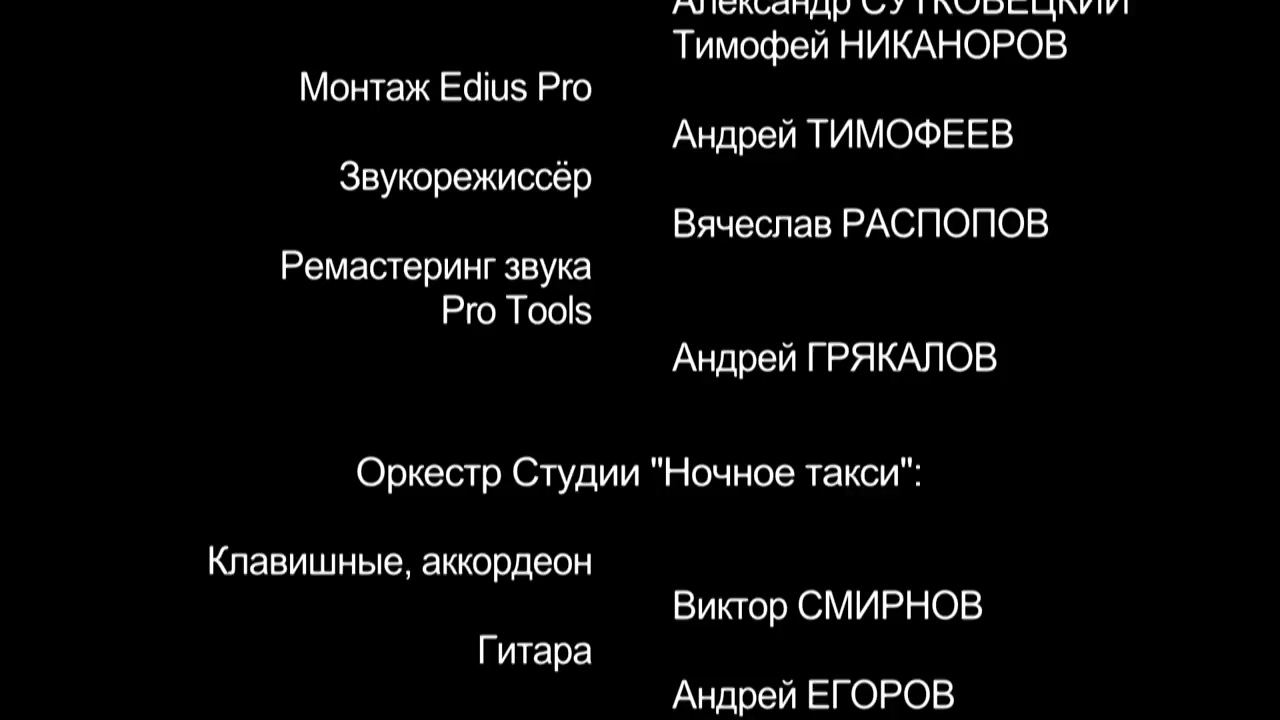 Александр СУТКОВЕЦКИЙ
Тимофей НИКАНОРОВ
Монтаж Edius Pro
Андрей ТИМОФЕЕВ
Звукорежиссёр
Вячеслав РАСПОПОВ
Ремастеринг звука
Pro Tools
Андрей ГРЯКАЛОВ
Оркестр Студии "Ночное такси":
Клавишные, аккордеон
Виктор СМИРНОВ
Гитара
Андрей ЕГОРОВ